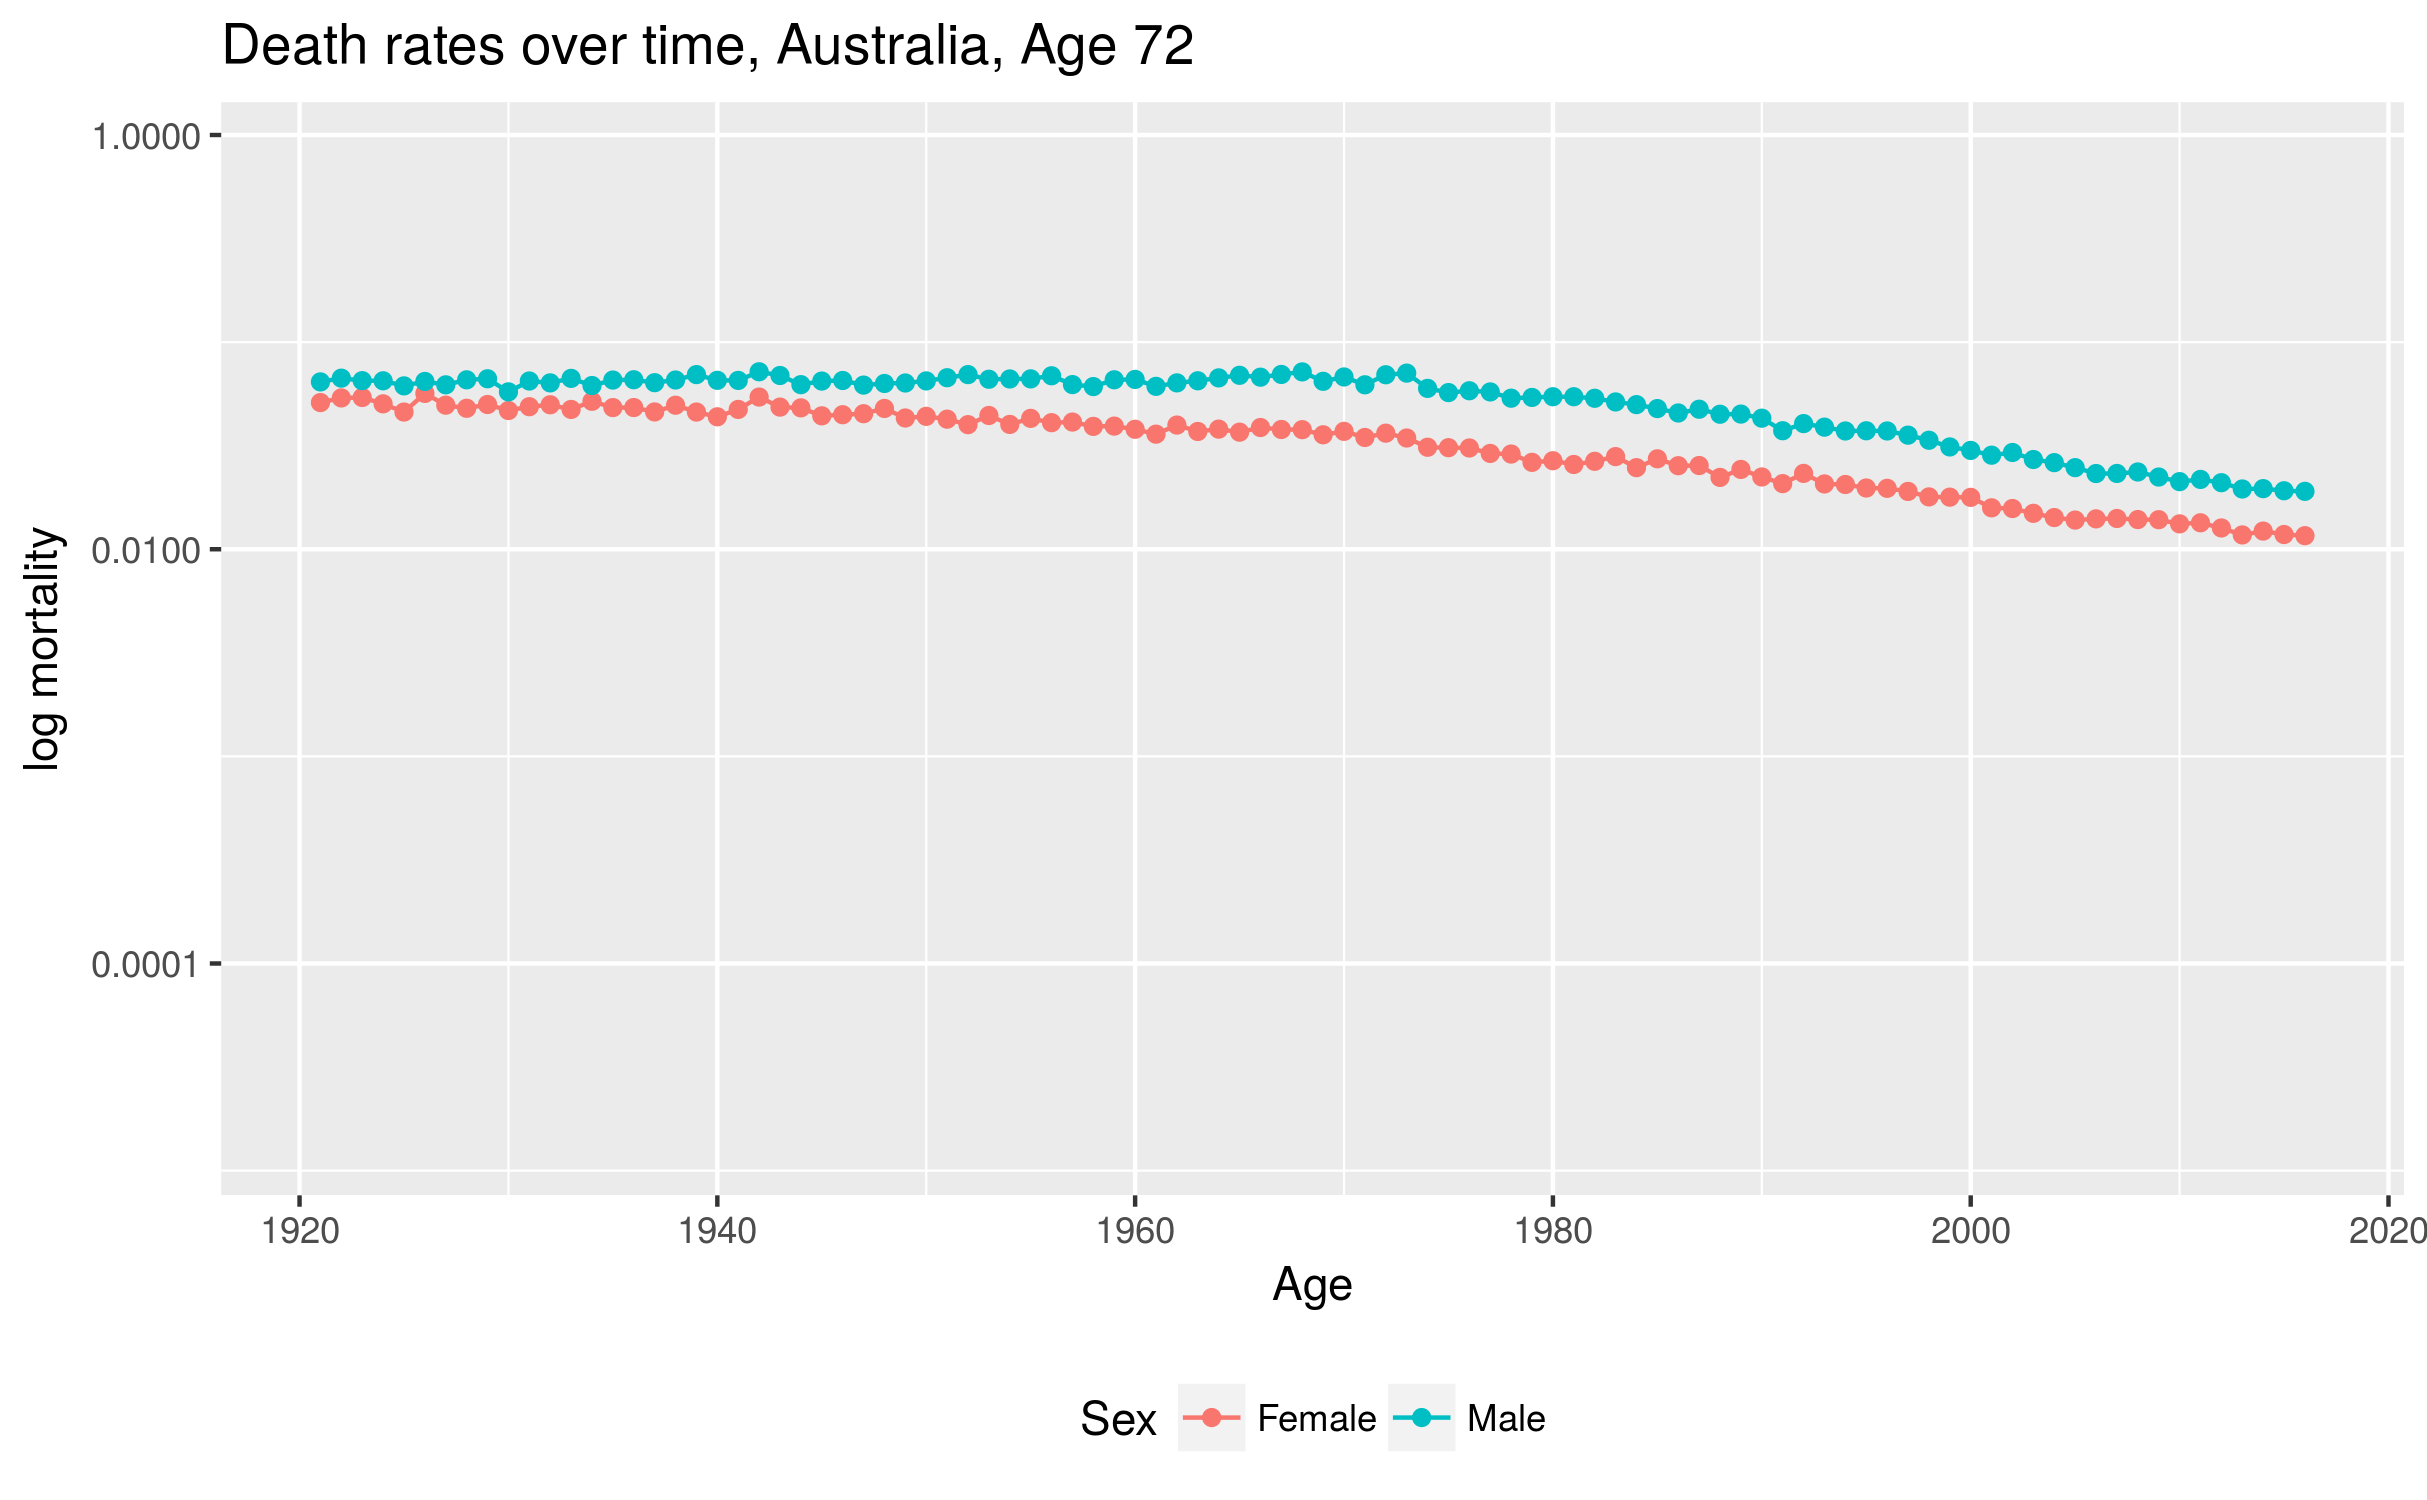 Death rates over time, Australia, Age 72
1.0000
0.0100
0.0001
log mortality
1920 1940 1960 1980 2000 2020
Age
Sex Female Male